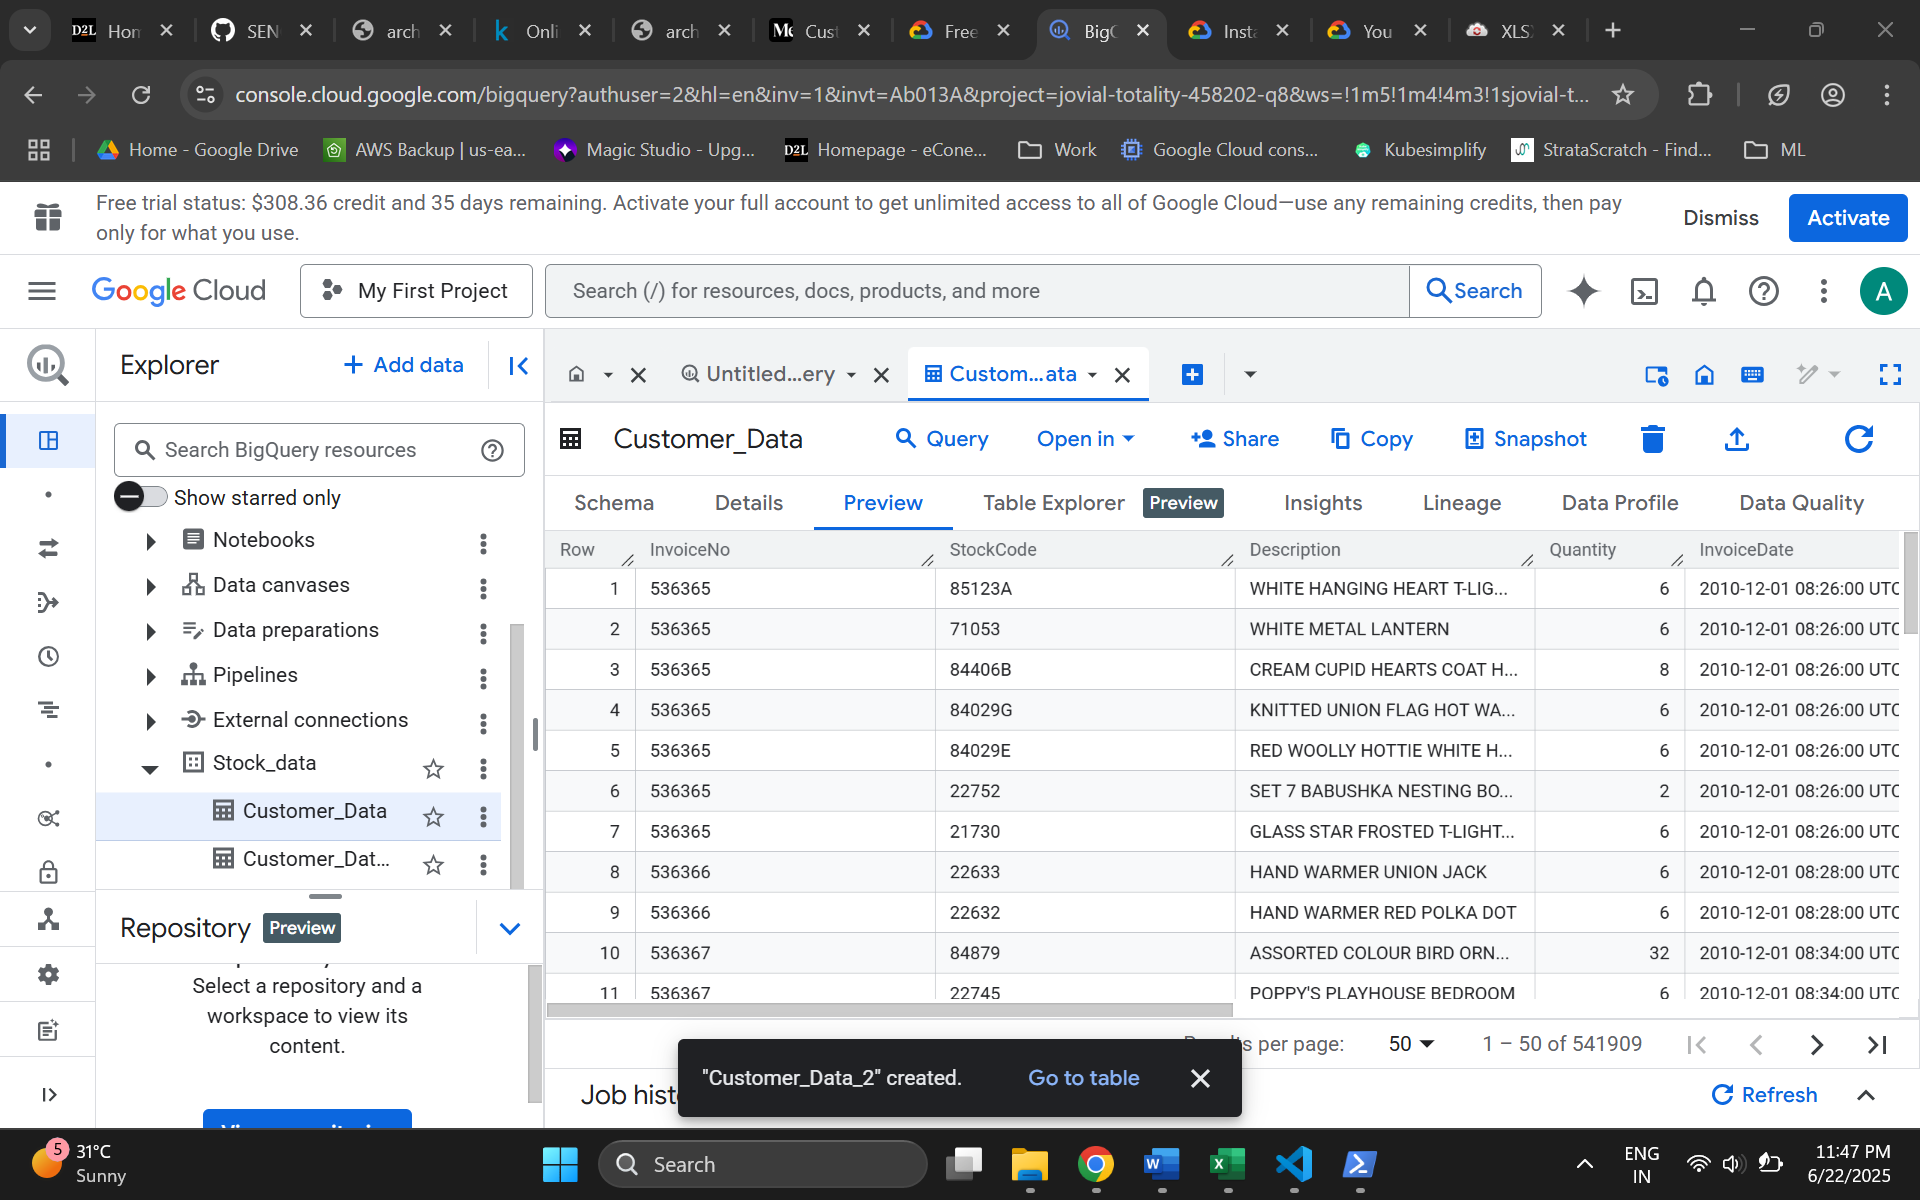 D2L Hon
SEN
arch
k Onli
arch
Me Cust
Free
BigC
Insta
You
XLS
console.cloud.google.com/bigquery?authuser=2&hl=en&inv=1&invt=Ab013A&project=jovial-totality-458202-q8&ws=!1m5!1m4!4m3!1sjovial-t...
Home - Google Drive
AWS Backup | us-ea...
Magic Studio - Upg...
D2L Homepage - eCone...
Work
Google Cloud cons...
Kubesimplify
StrataScratch - Find...
ML
Free trial status: $308.36 credit and 35 days remaining. Activate your full account to get unlimited access to all of Google Cloud—use any remaining credits, then pay
only for what you use.
Dismiss
Activate
Google Cloud
My First Project
Search (/) for resources, docs, products, and more
Search
A
Explorer
+ Add data
Search BigQuery resources
Show starred only
Notebooks
Data canvases
Data preparations
Pipelines
External connections
Stock_data
Customer_Data
Customer_Dat...
Repository Preview
Select a repository and a
workspace to view its
content.
Untitled...ery
Custom...ata
Customer_Data
Query
Open in
Share
Copy
Snapshot
Schema Details Preview Table Explorer Preview Insights Lineage Data Profile Data Quality
Row InvoiceNo StockCode Description Quantity InvoiceDate
1 536365 85123A WHITE HANGING HEART T-LIG... 6 2010-12-01 08:26:00 UTC
2 536365 71053 WHITE METAL LANTERN 6 2010-12-01 08:26:00 UTC
3 536365 84406B CREAM CUPID HEARTS COAT H... 8 2010-12-01 08:26:00 UTC
4 536365 84029G KNITTED UNION FLAG HOT WA... 6 2010-12-01 08:26:00 UTC
5 536365 84029E RED WOOLLY HOTTIE WHITE H... 6 2010-12-01 08:26:00 UTC
6 536365 22752 SET 7 BABUSHKA NESTING BO... 2 2010-12-01 08:26:00 UTC
7 536365 21730 GLASS STAR FROSTED T-LIGHT... 6 2010-12-01 08:26:00 UTC
8 536366 22633 HAND WARMER UNION JACK 6 2010-12-01 08:28:00 UTC
9 536366 22632 HAND WARMER RED POLKA DOT 6 2010-12-01 08:28:00 UTC
10 536367 84879 ASSORTED COLOUR BIRD ORN... 32 2010-12-01 08:34:00 UTC
11 536367 22745 POPPY'S PLAYHOUSE BEDROOM 6 2010-12-01 08:34:00 UTC
s per page: 50 1 – 50 of 541909
"Customer_Data_2" created. Go to table
Job hist
Refresh
5
31°C
Sunny
Search
ENG
IN
11:47 PM
6/22/2025